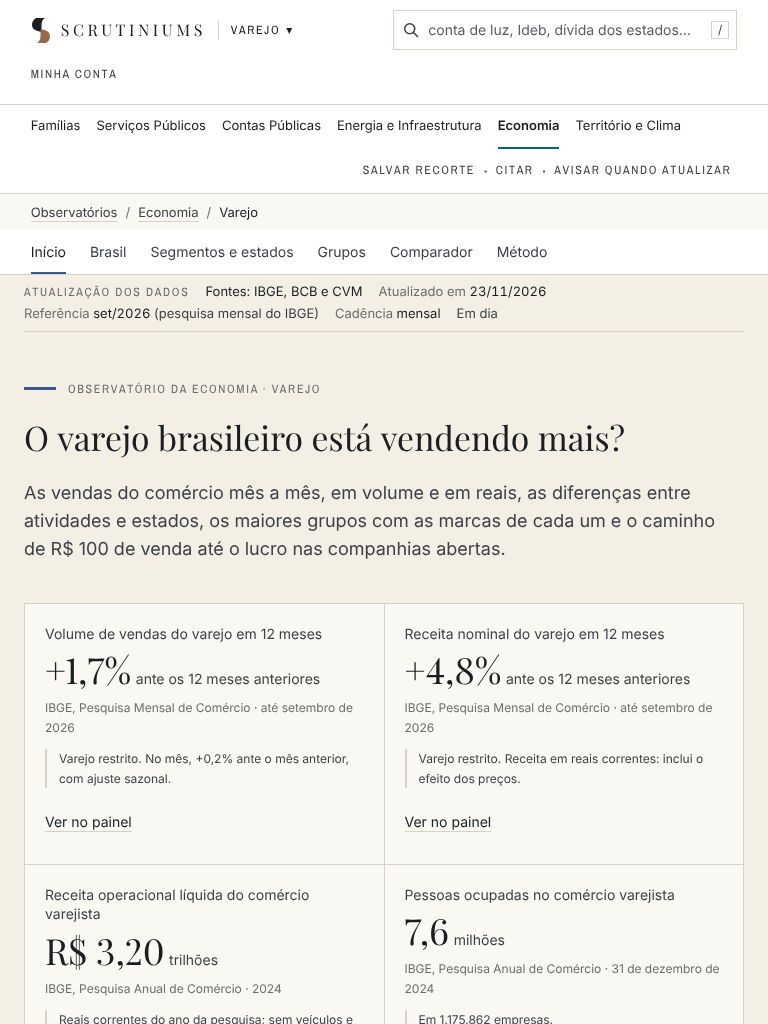 SCRUTINIUMS
VAREJO ▾
conta de luz, Ideb, dívida dos estados...
/
MINHA CONTA
Famílias Serviços Públicos Contas Públicas Energia e Infraestrutura Economia Território e Clima
SALVAR RECORTE · CITAR · AVISAR QUANDO ATUALIZAR
Observatórios / Economia / Varejo
Início Brasil Segmentos e estados Grupos Comparador Método
ATUALIZAÇÃO DOS DADOS Fontes: IBGE, BCB e CVM Atualizado em 23/11/2026
Referência set/2026 (pesquisa mensal do IBGE) Cadência mensal Em dia
OBSERVATÓRIO DA ECONOMIA · VAREJO
O varejo brasileiro está vendendo mais?
As vendas do comércio mês a mês, em volume e em reais, as diferenças entre
atividades e estados, os maiores grupos com as marcas de cada um e o caminho
de R$ 100 de venda até o lucro nas companhias abertas.
Volume de vendas do varejo em 12 meses
+1,7% ante os 12 meses anteriores
IBGE, Pesquisa Mensal de Comércio · até setembro de
2026
Varejo restrito. No mês, +0,2% ante o mês anterior,
com ajuste sazonal.
Ver no painel
Receita nominal do varejo em 12 meses
+4,8% ante os 12 meses anteriores
IBGE, Pesquisa Mensal de Comércio · até setembro de
2026
Varejo restrito. Receita em reais correntes: inclui o
efeito dos preços.
Ver no painel
Receita operacional líquida do comércio
varejista
R$ 3,20 trilhões
IBGE, Pesquisa Anual de Comércio · 2024
Reais correntes do ano da pesquisa; sem veículos e
Pessoas ocupadas no comércio varejista
7,6 milhões
IBGE, Pesquisa Anual de Comércio · 31 de dezembro de
2024
Em 1.175.862 empresas.